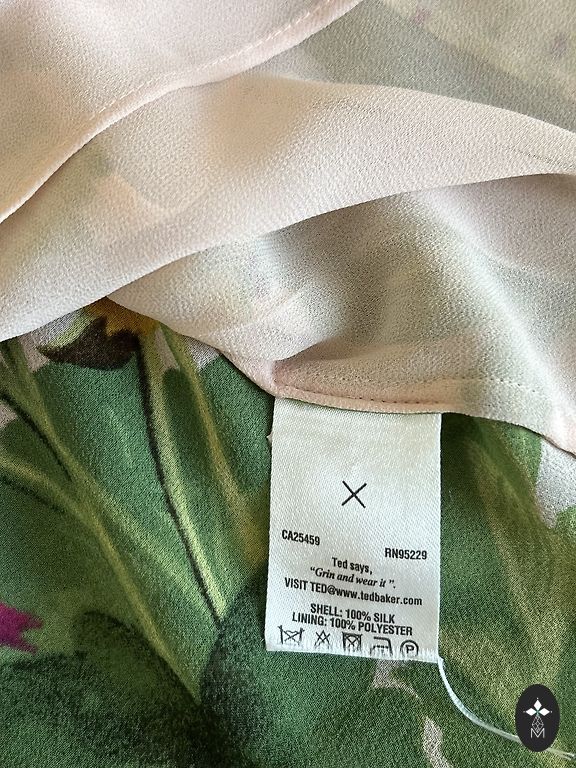 CA25459
RN95229
Ted says,
"Grin and wear it".
VISIT TED@www.tedbaker.com
SHELL: 100% SILK
LINING: 100% POLYESTER
P
M